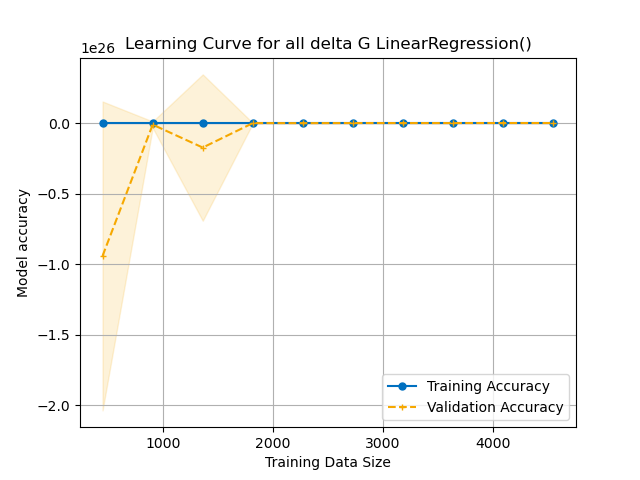 Learning Curve for all delta G LinearRegression()
1e26
0.0
−0.5
−1.0
−1.5
−2.0
Model accuracy
1000
2000
3000
4000
Training Data Size
Training Accuracy
Validation Accuracy